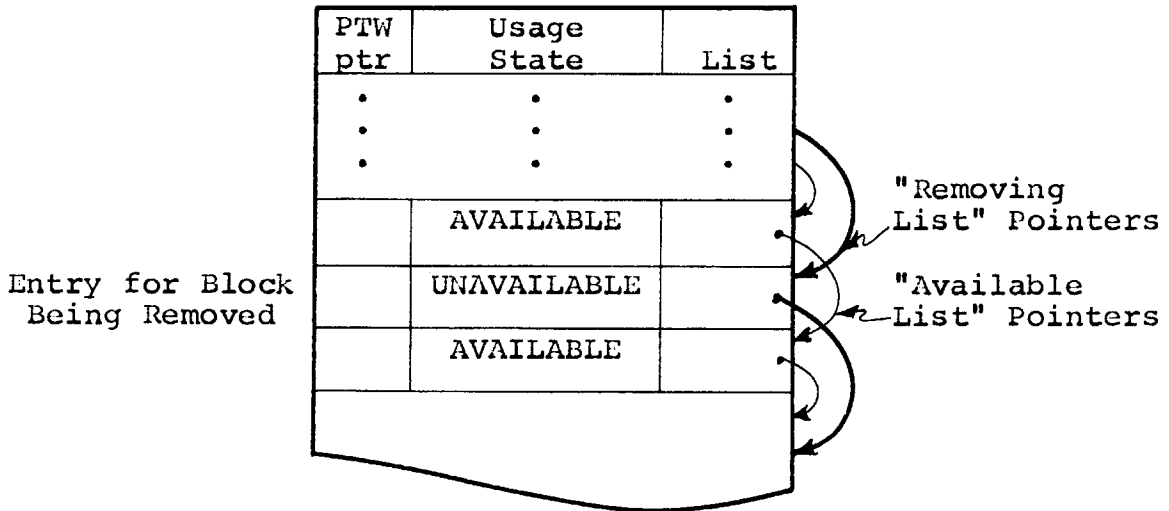 PTW Usage
ptr State List
"Removing
List" Pointers
AVAILABLE
Entry for Block UNAVAILABLE "Available
Being Removed List" Pointers
AVAILABLE